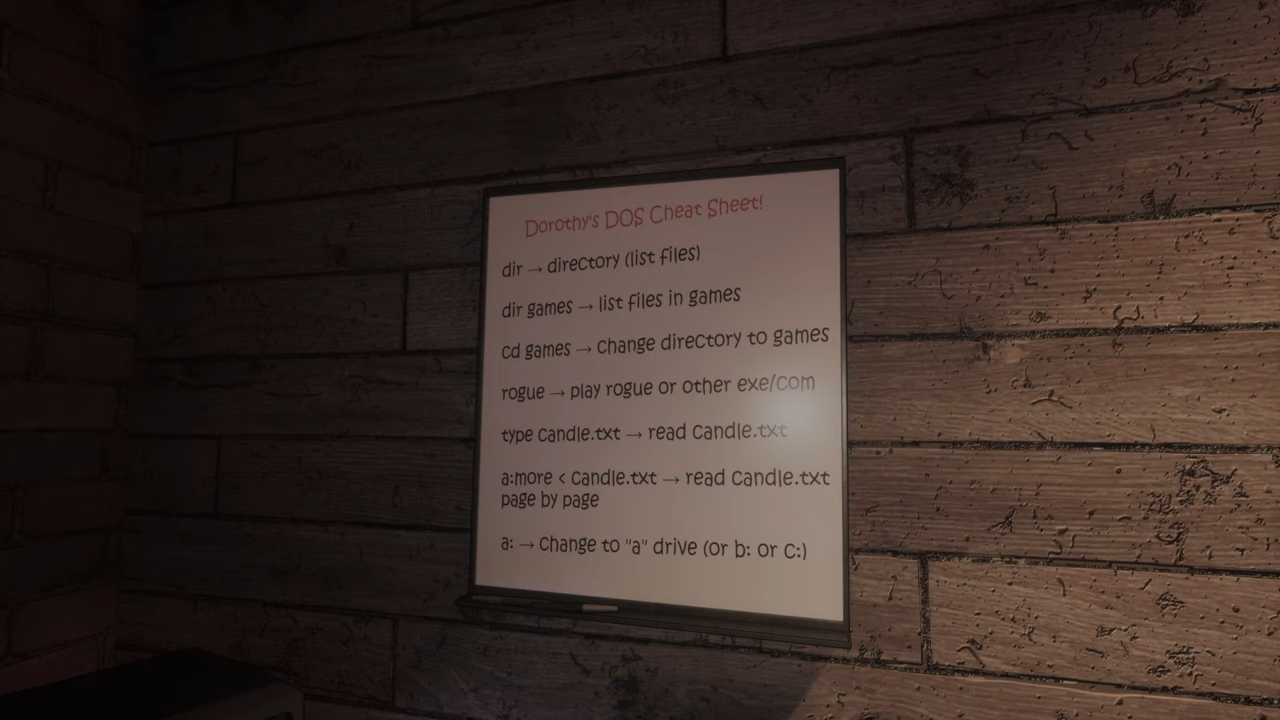 Dorothy's DOS Cheat Sheet!
dir → directory (list files)
dir games → list files in games
cd games → Change directory to games
rogue → play rogue or other exe/com
type Candle.txt → read Candle.txt
a:more < Candle.txt → read Candle.txt
page by page
a: → Change to "a" drive (or b: or C:)